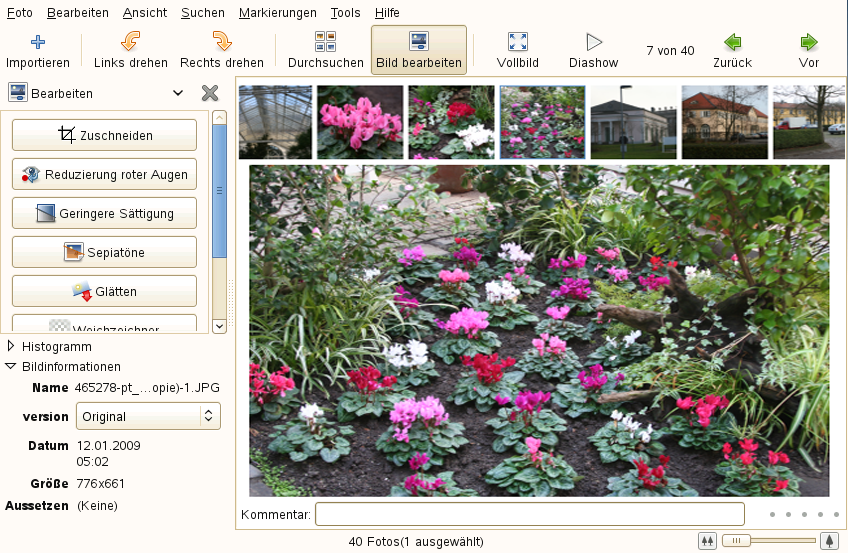 Foto Bearbeiten Ansicht Suchen Markierungen Tools Hilfe
Importieren Links drehen Rechts drehen Durchsuchen Bild bearbeiten Vollbild Diashow 7 von 40 Zurück Vor
Bearbeiten
Zuschneiden
Reduzierung roter Augen
Geringere Sättigung
Sepiatöne
Glätten
Weichzeichner
Histogramm
Bildinformationen
Name 465278-pt_...opie)-1.JPG
version Original
Datum 12.01.2009
05:02
Größe 776x661
Aussetzen (Keine)
Kommentar:
40 Fotos(1 ausgewählt)